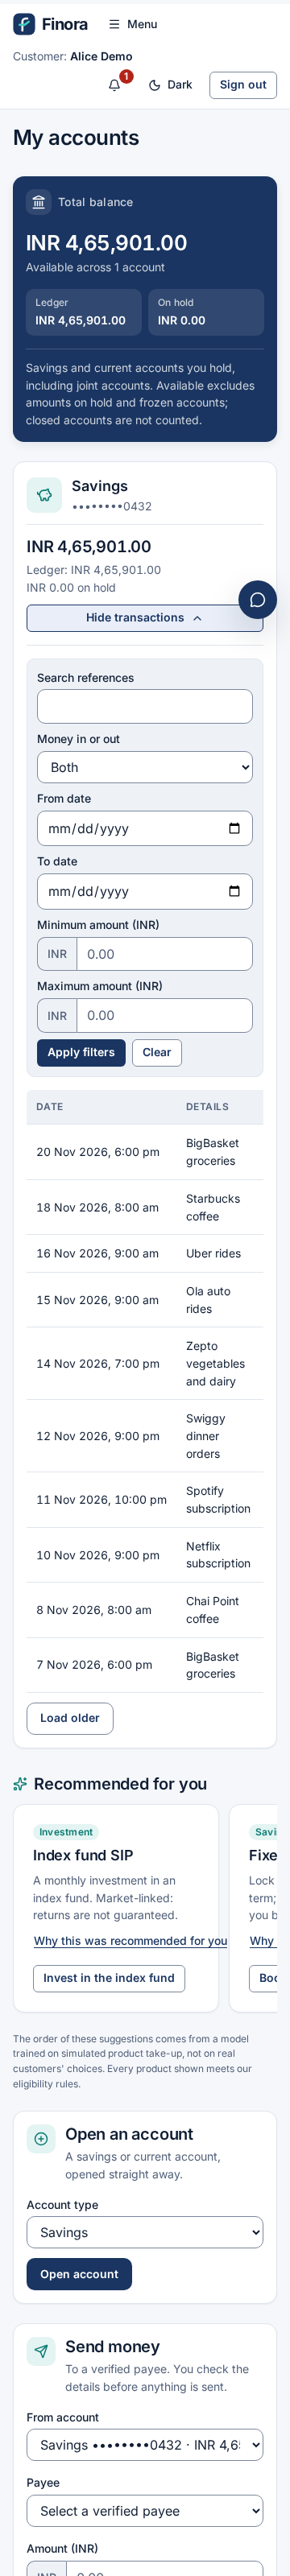 Finora
Menu
Customer: Alice Demo
1
Dark
Sign out
My accounts
Total balance
INR 4,65,901.00
Available across 1 account
Ledger
INR 4,65,901.00
On hold
INR 0.00
Savings and current accounts you hold,
including joint accounts. Available excludes
amounts on hold and frozen accounts;
closed accounts are not counted.
Savings
••••••••0432
INR 4,65,901.00
Ledger: INR 4,65,901.00
INR 0.00 on hold
Hide transactions
Search references
Money in or out
Both
From date
mm/dd/yyyy
To date
mm/dd/yyyy
Minimum amount (INR)
INR 0.00
Maximum amount (INR)
INR 0.00
Apply filters
Clear
DATE DETAILS
20 Nov 2026, 6:00 pm BigBasket
groceries
18 Nov 2026, 8:00 am Starbucks
coffee
16 Nov 2026, 9:00 am Uber rides
15 Nov 2026, 9:00 am Ola auto
rides
14 Nov 2026, 7:00 pm Zepto
vegetables
and dairy
12 Nov 2026, 9:00 pm Swiggy
dinner
orders
11 Nov 2026, 10:00 pm Spotify
subscription
10 Nov 2026, 9:00 pm Netflix
subscription
8 Nov 2026, 8:00 am Chai Point
coffee
7 Nov 2026, 6:00 pm BigBasket
groceries
Load older
Recommended for you
Investment
Index fund SIP
A monthly investment in an
index fund. Market-linked:
returns are not guaranteed.
Why this was recommended for you
Invest in the index fund
Savin
Fixe
Lock
term;
you b
Why
Boo
The order of these suggestions comes from a model
trained on simulated product take-up, not on real
customers' choices. Every product shown meets our
eligibility rules.
Open an account
A savings or current account,
opened straight away.
Account type
Savings
Open account
Send money
To a verified payee. You check the
details before anything is sent.
From account
Savings ••••••••0432 · INR 4,65
Payee
Select a verified payee
Amount (INR)